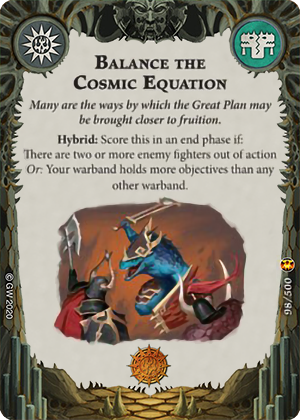 BALANCE THE
COSMIC EQUATION
Many are the ways by which the Great Plan may
be brought closer to fruition.
Hybrid: Score this in an end phase if:
There are two or more enemy fighters out of action
Or: Your warband holds more objectives than any
other warband.
© GW 2020
98/500